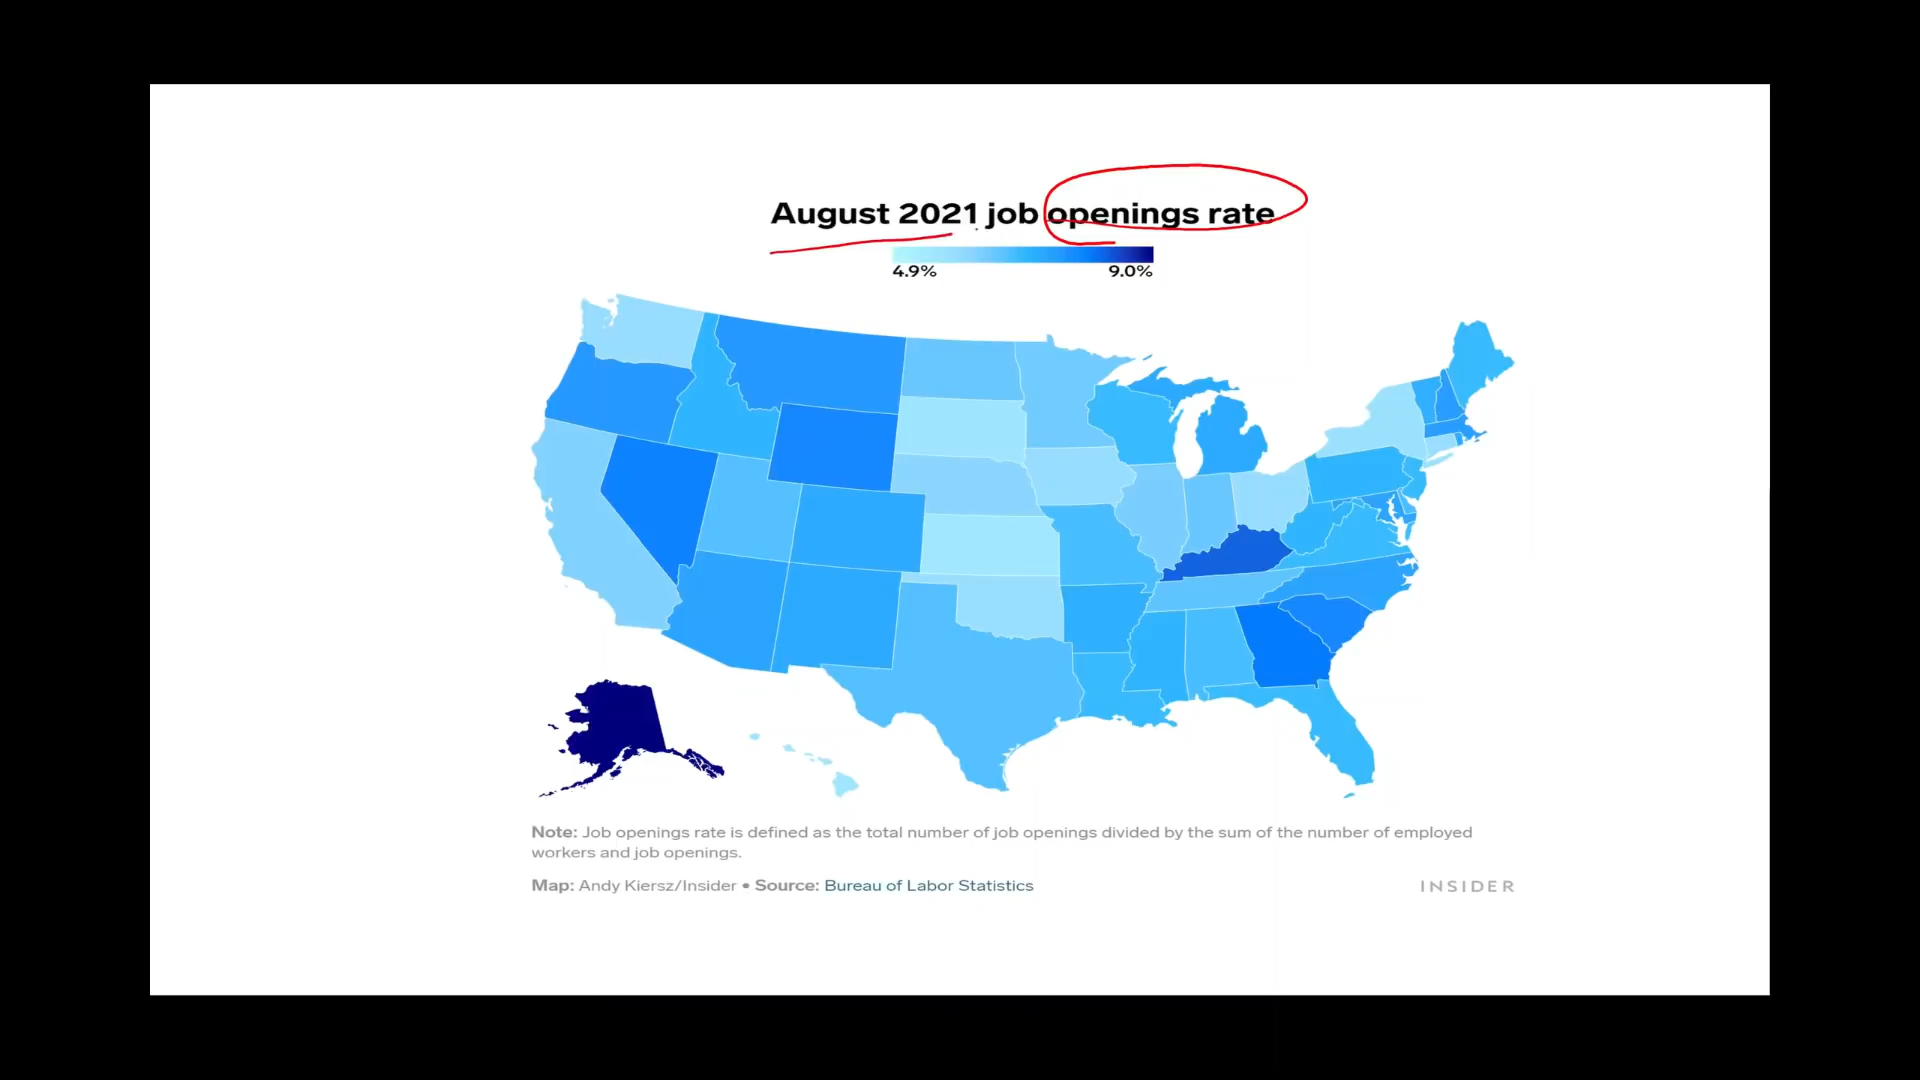 August 2021 job openings rate
4.9% 9.0%
Note: Job openings rate is defined as the total number of job openings divided by the sum of the number of employed
workers and job openings.
Map: Andy Kiersz/Insider • Source: Bureau of Labor Statistics
INSIDER